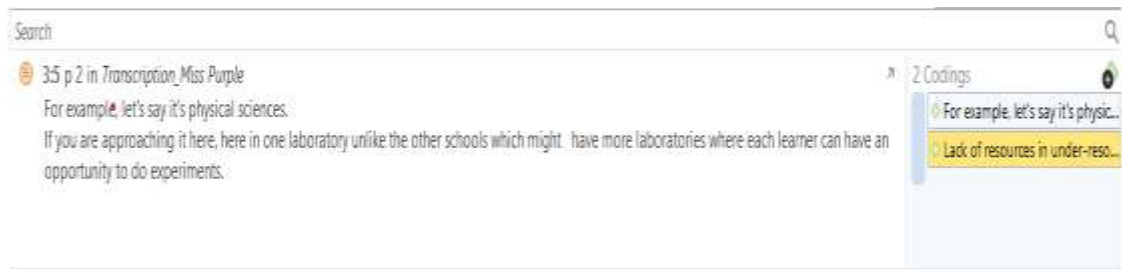 Search
3:5 p 2 in Transcription_Miss Purple
2 Codings
For example, let's say it's physical sciences.
If you are approaching it here, here in one laboratory unlike the other schools which might have more laboratories where each learner can have an
opportunity to do experiments.
For example, let's say it's physic...
Lack of resources in under-reso...